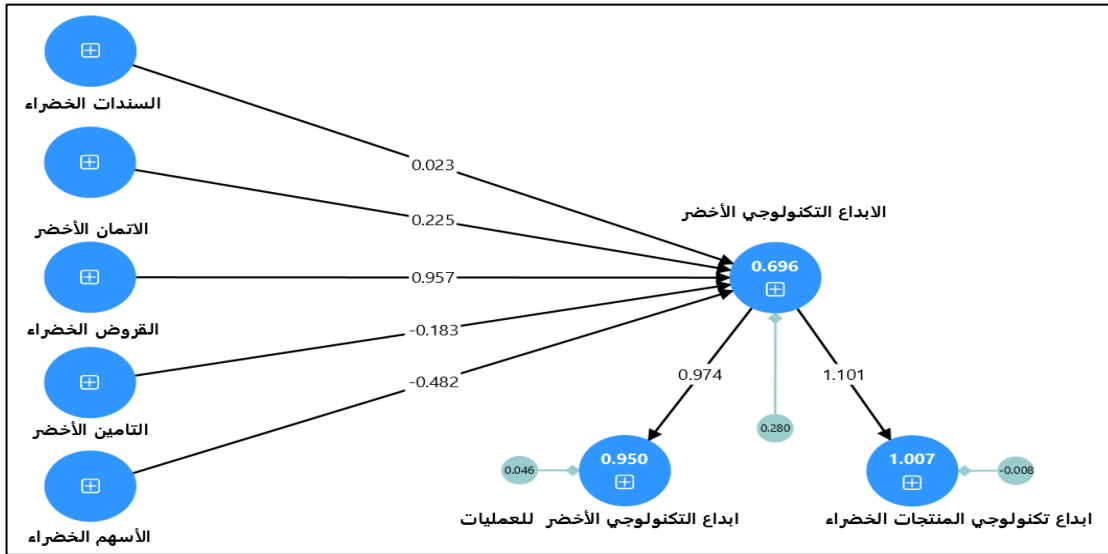 السندات الخضراء
0.023
الاتمان الأخضر
0.225
الابداع التكنولوجي الأخضر
0.696
القروض الخضراء
0.957
-0.183
التامين الأخضر
-0.482
0.974
1.101
0.280
الأسهم الخضراء
0.046
0.950
1.007
-0.008
ابداع التكنولوجي الأخضر للعمليات
ابداع تكنولوجي المنتجات الخضراء